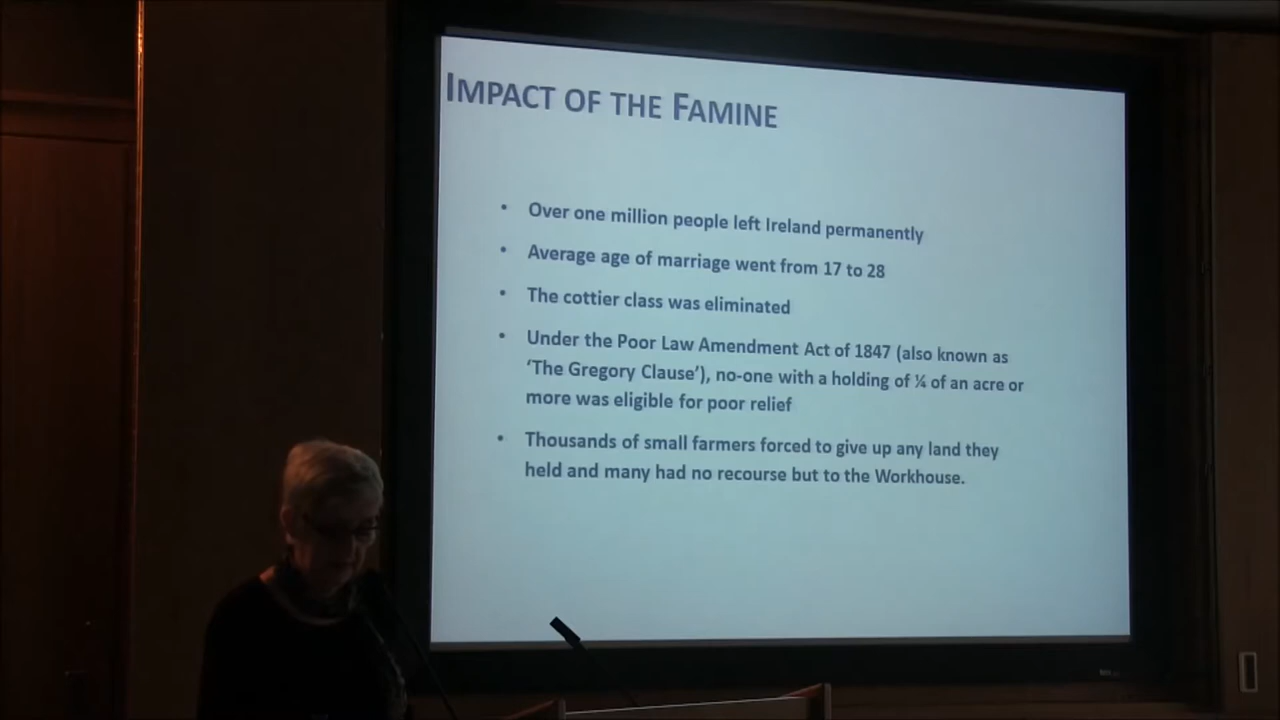 IMPACT OF THE FAMINE
• Over one million people left Ireland permanently
• Average age of marriage went from 17 to 28
• The cottier class was eliminated
• Under the Poor Law Amendment Act of 1847 (also known as
‘The Gregory Clause’), no-one with a holding of ¼ of an acre or
more was eligible for poor relief
• Thousands of small farmers forced to give up any land they
held and many had no recourse but to the Workhouse.